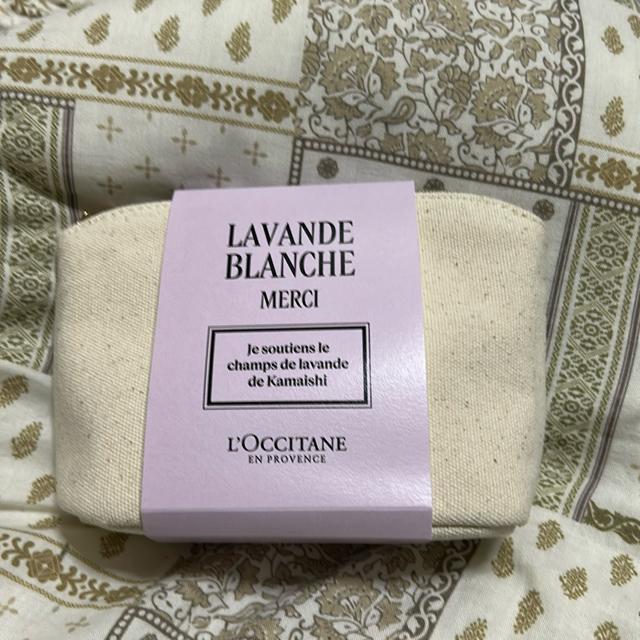 LAVANDE
BLANCHE
MERCI
Je soutiens le
champs de lavande
de Kamaishi
L'OCCITANE
EN PROVENCE